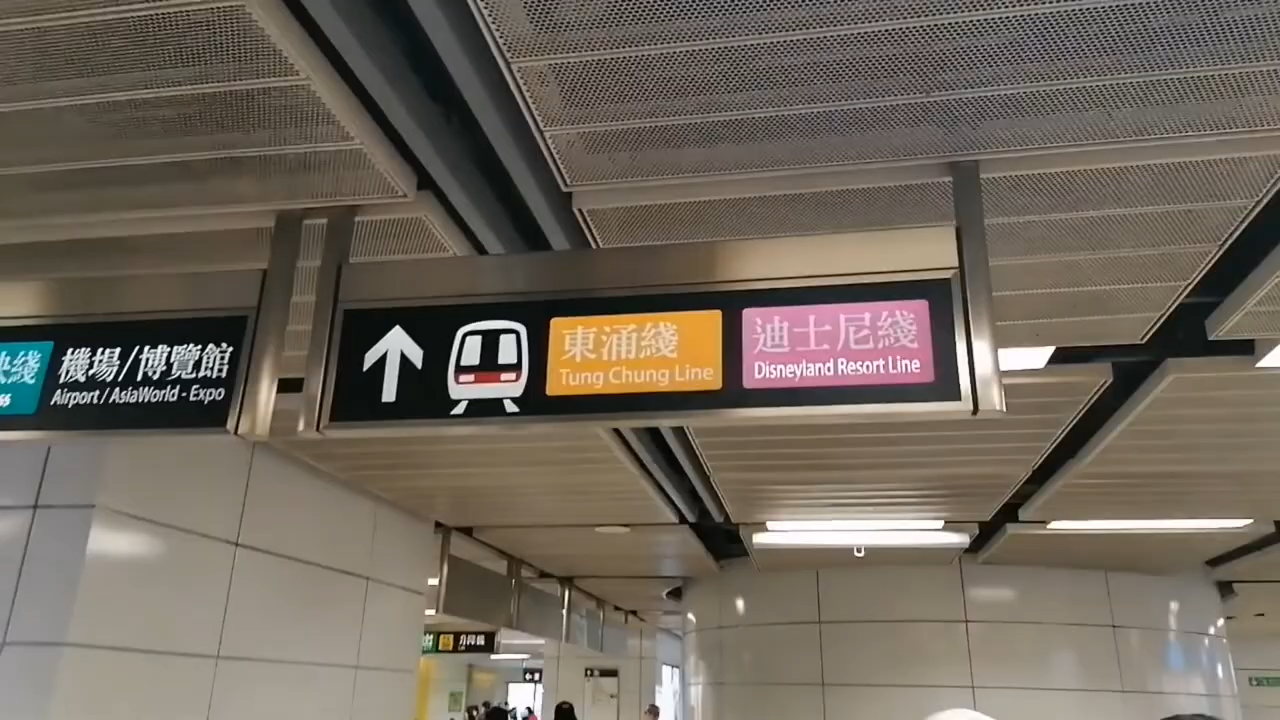 機場/博覽館
Airport / AsiaWorld - Expo
東涌綫
Tung Chung Line
迪士尼綫
Disneyland Resort Line